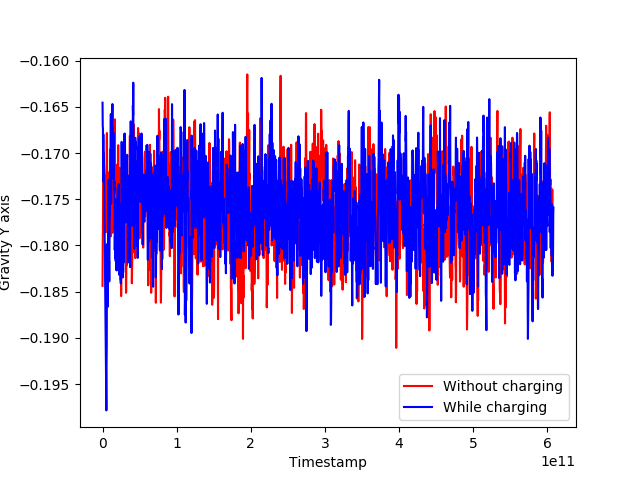 −0.160
−0.165
−0.170
−0.175
−0.180
−0.185
−0.190
−0.195
Gravity Y axis
Without charging
While charging
0 1 2 3 4 5 6
1e11
Timestamp